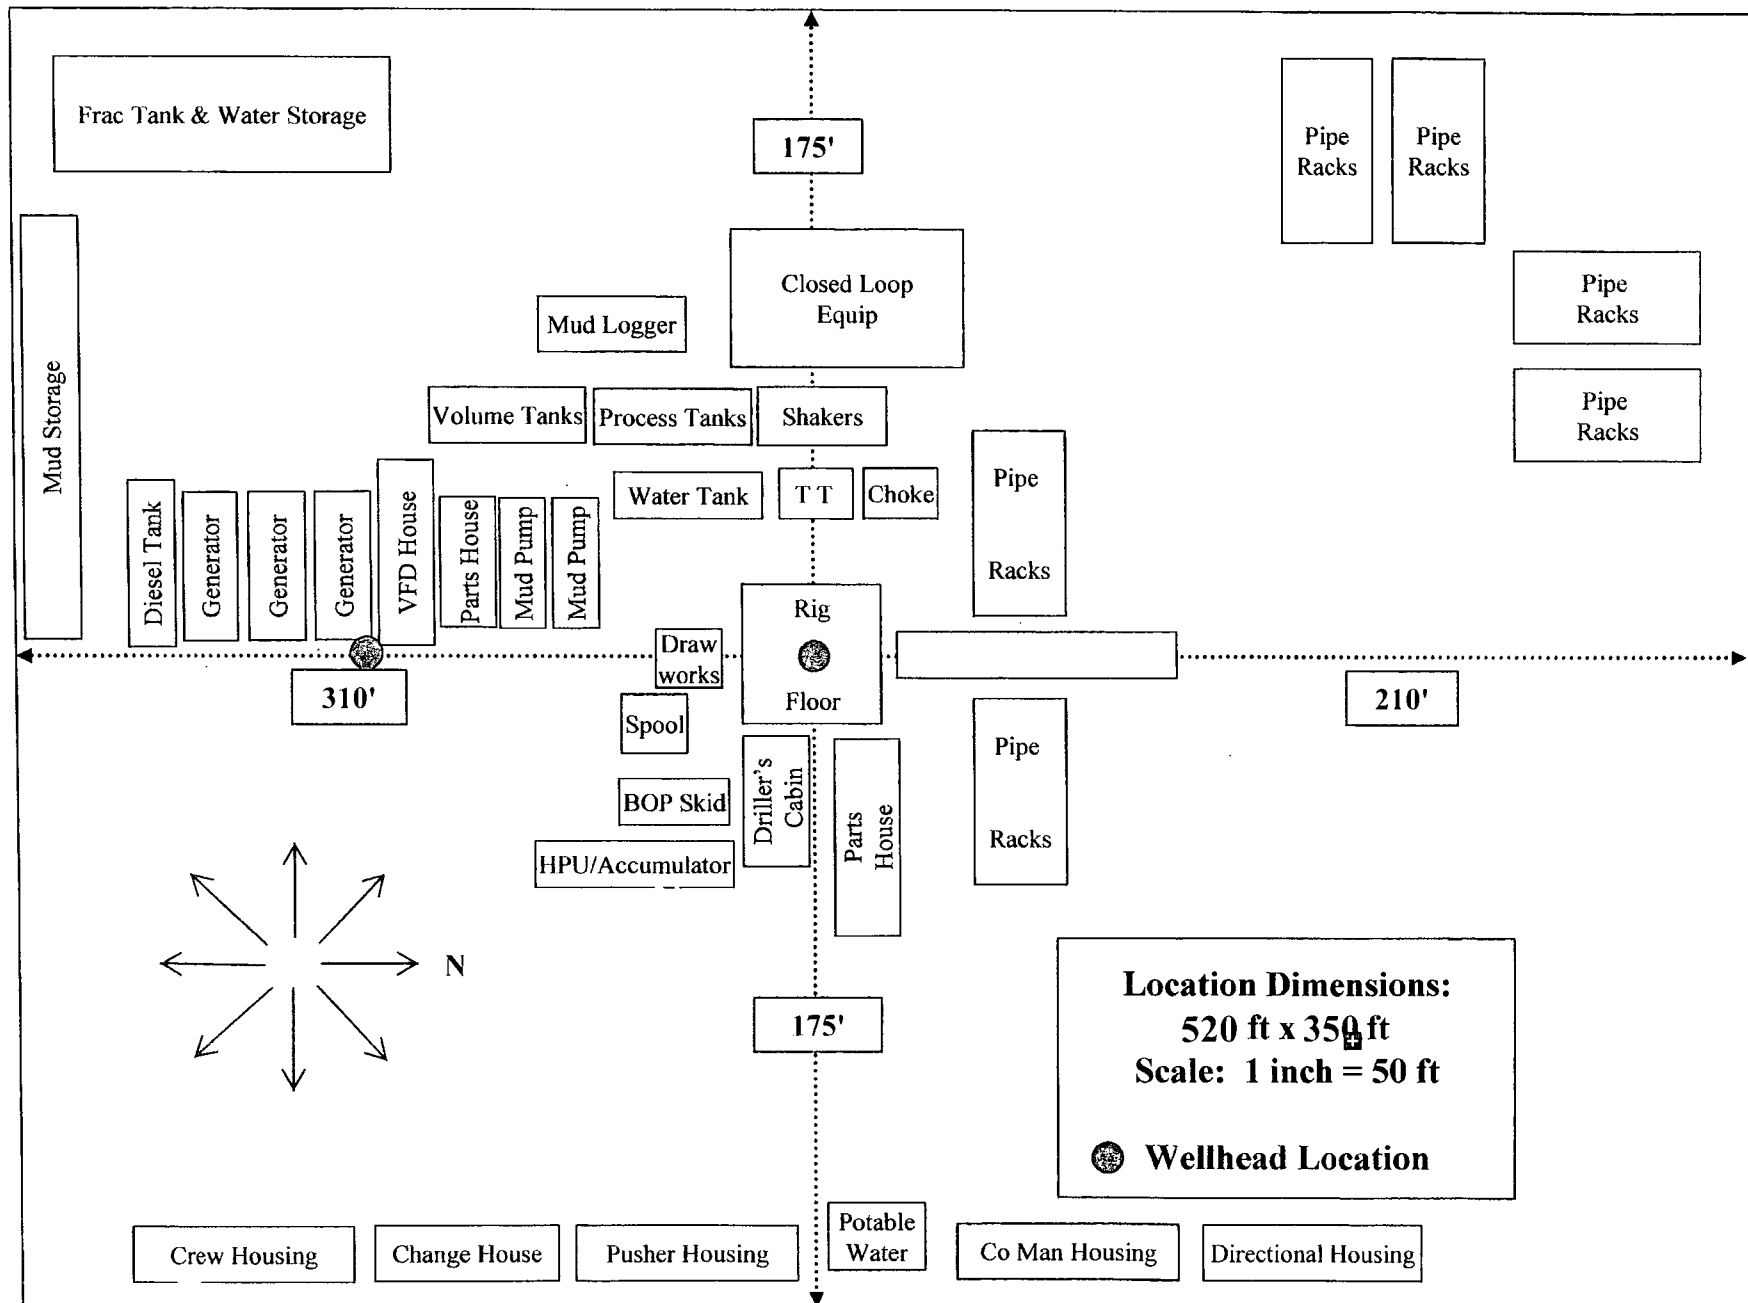 175'
Frac Tank & Water Storage
Pipe
Racks
Pipe
Racks
Closed Loop
Equip
Pipe
Racks
Mud Logger
Pipe
Racks
Mud Storage
Volume Tanks
Process Tanks
Shakers
Water Tank
T T
Choke
Pipe
Racks
Diesel Tank
Generator
Generator
Generator
VFD House
Parts House
Mud Pump
Mud Pump
Rig
Floor
Draw
works
310'
210'
Spool
Pipe
Racks
BOP Skid
Driller's
Cabin
Parts
House
HPU/Accumulator
N
175'
Location Dimensions:
520 ft x 350 ft
Scale: 1 inch = 50 ft
Wellhead Location
Crew Housing
Change House
Pusher Housing
Potable
Water
Co Man Housing
Directional Housing